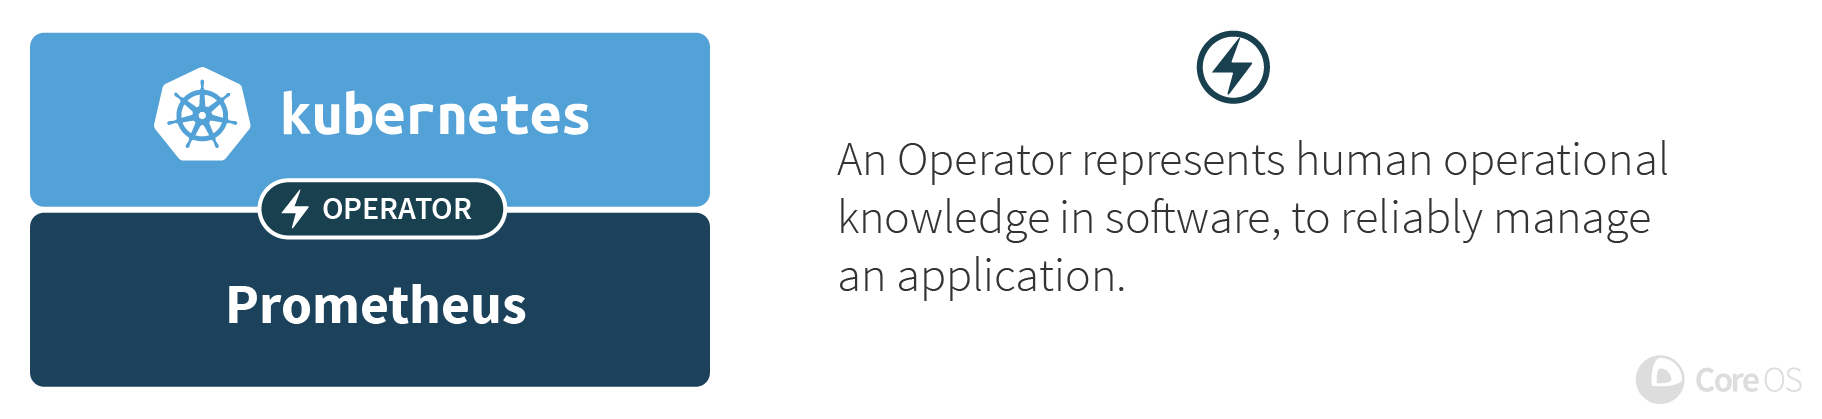 kubernetes
OPERATOR
Prometheus
An Operator represents human operational
knowledge in software, to reliably manage
an application.
CoreOS